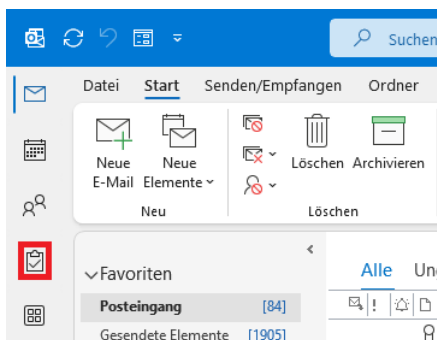 Suchen
Datei Start Senden/Empfangen Ordner
Neue E-Mail
Neue Elemente
Löschen
Archivieren
Neu
Löschen
Favoriten
Alle
Posteingang [84]
Gesendete Elemente [1905]